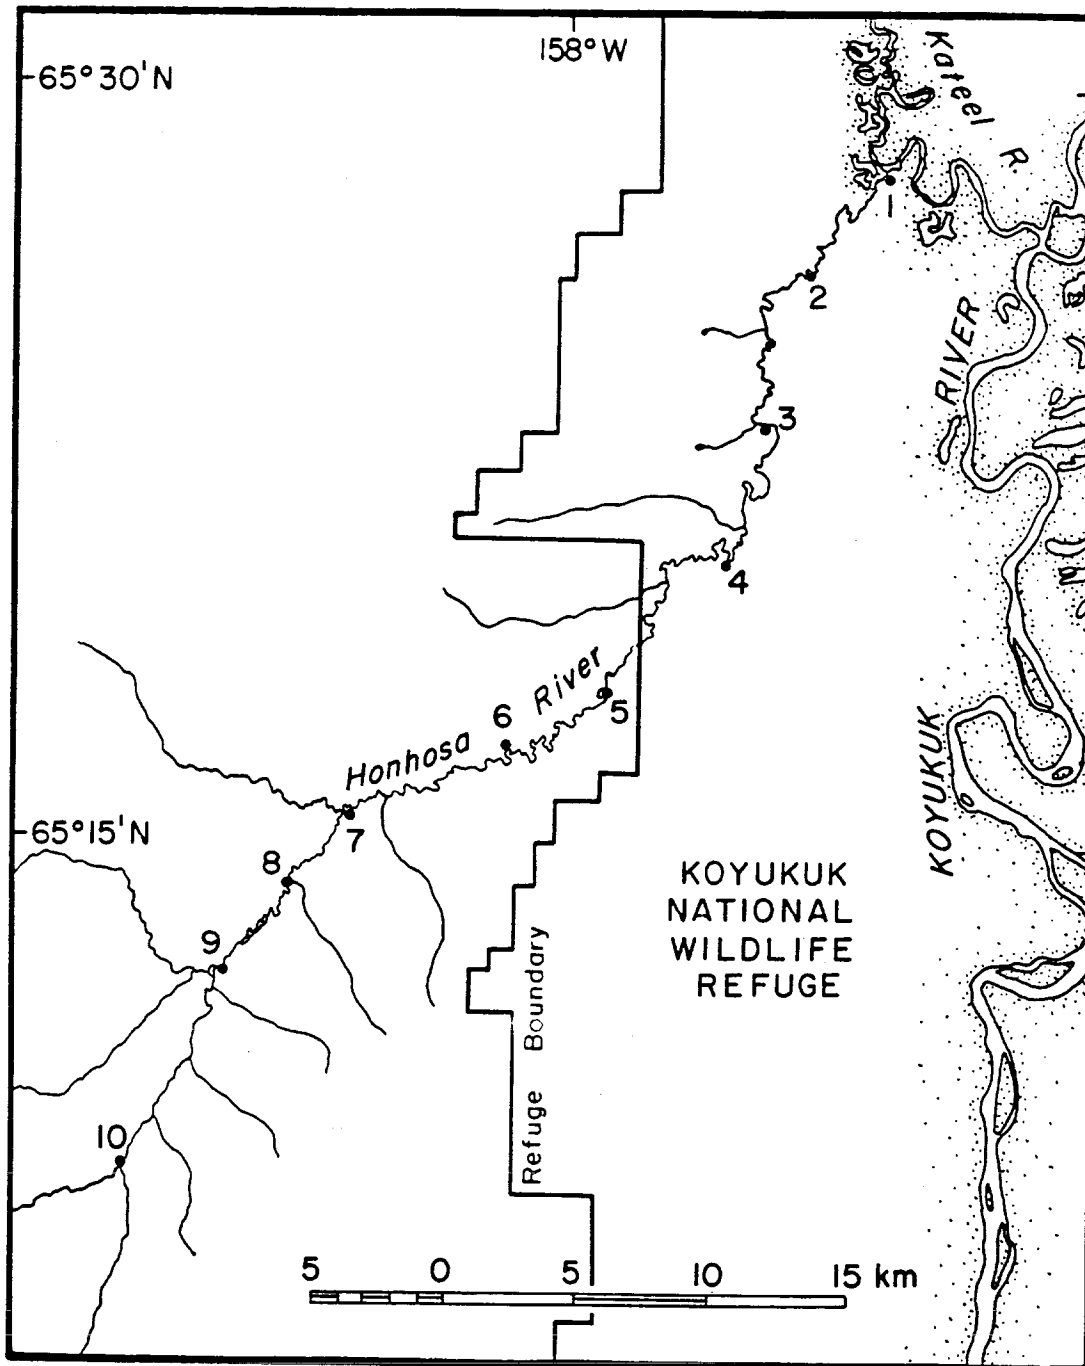 158°W
65°30'N
Kateel R.
1
2
RIVER
3
4
Honhosa River
5
6
KOYUKUK
7
65°15'N
8
KOYUKUK
NATIONAL
WILDLIFE
REFUGE
9
Refuge Boundary
10
5 0 5 10 15 km